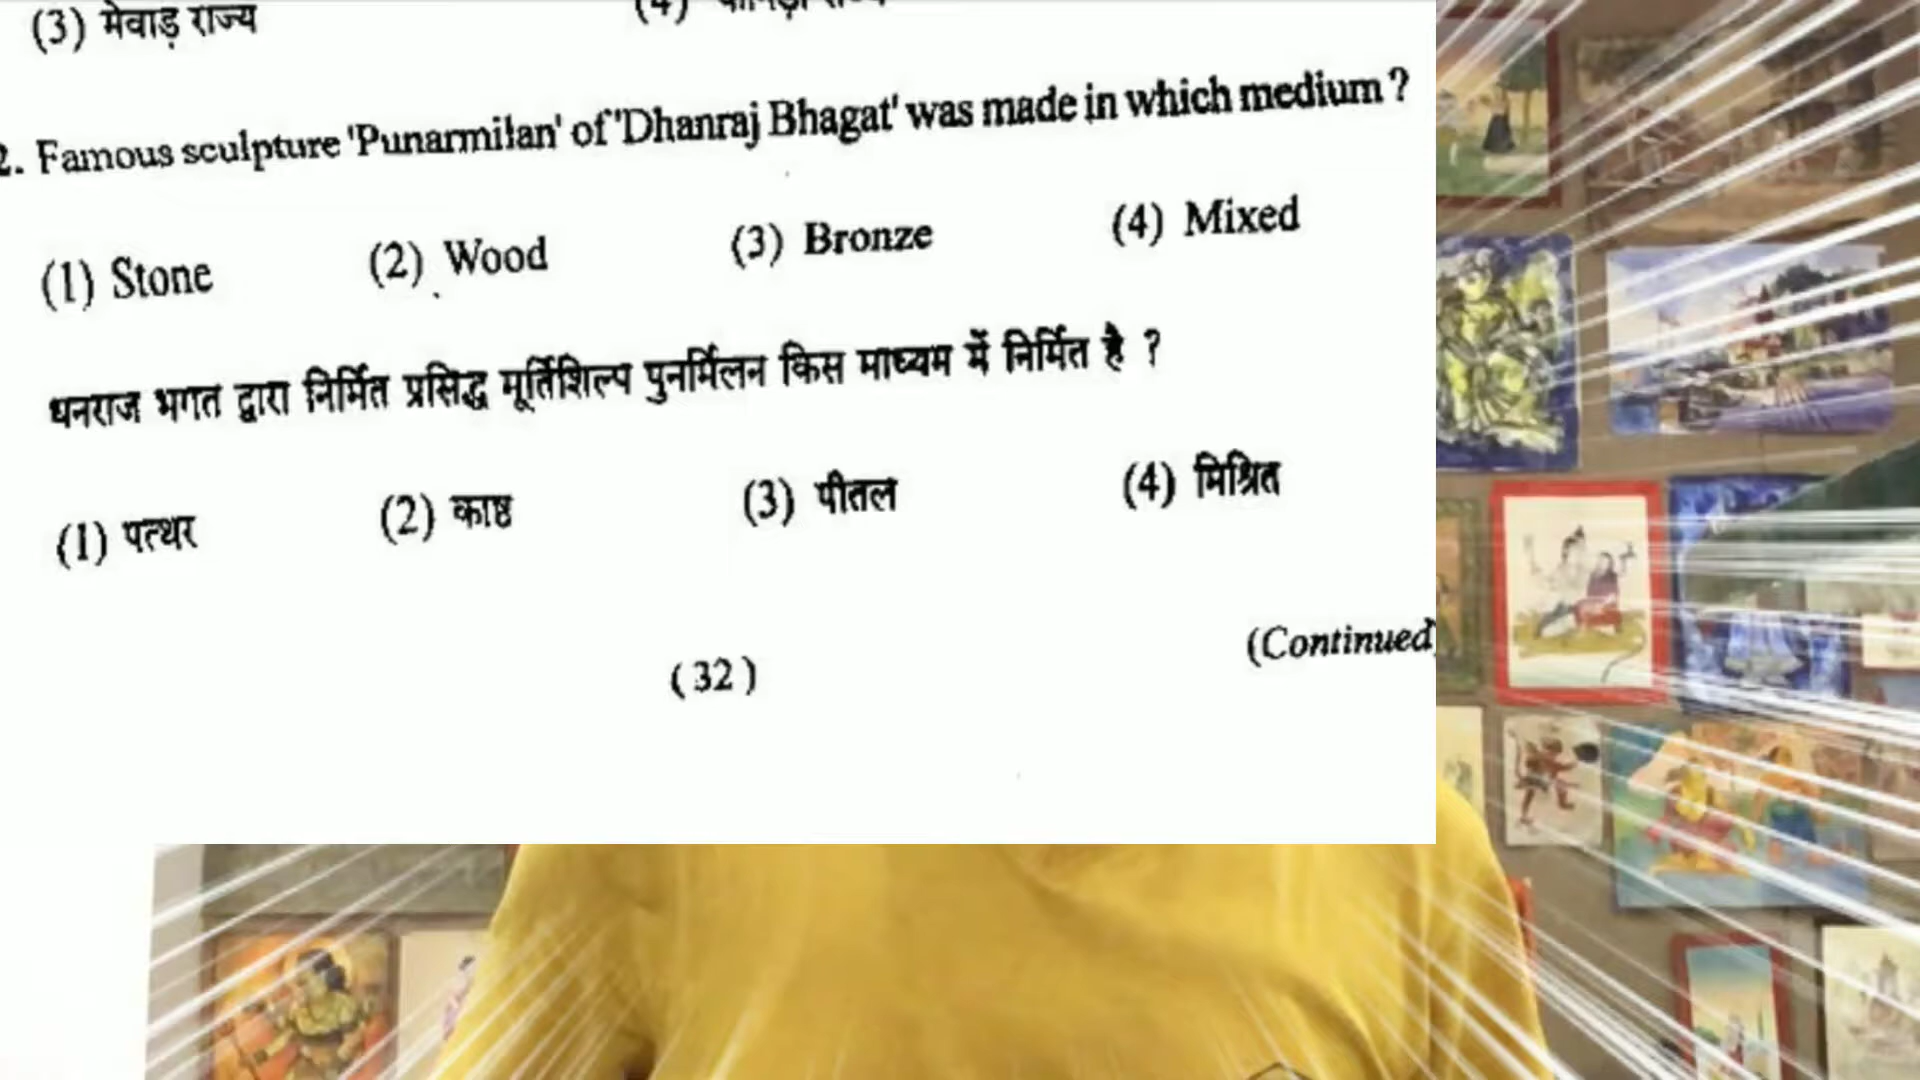 (3) मेवाड़ राज्य (4)
2. Famous sculpture 'Punarmilan' of 'Dhanraj Bhagat' was made in which medium ?
(1) Stone (2) Wood (3) Bronze (4) Mixed
धनराज भगत द्वारा निर्मित प्रसिद्ध मूर्तिशिल्प पुनर्मिलन किस माध्यम में निर्मित है ?
(1) पत्थर (2) काष्ठ (3) पीतल (4) मिश्रित
(Continued)
(32)